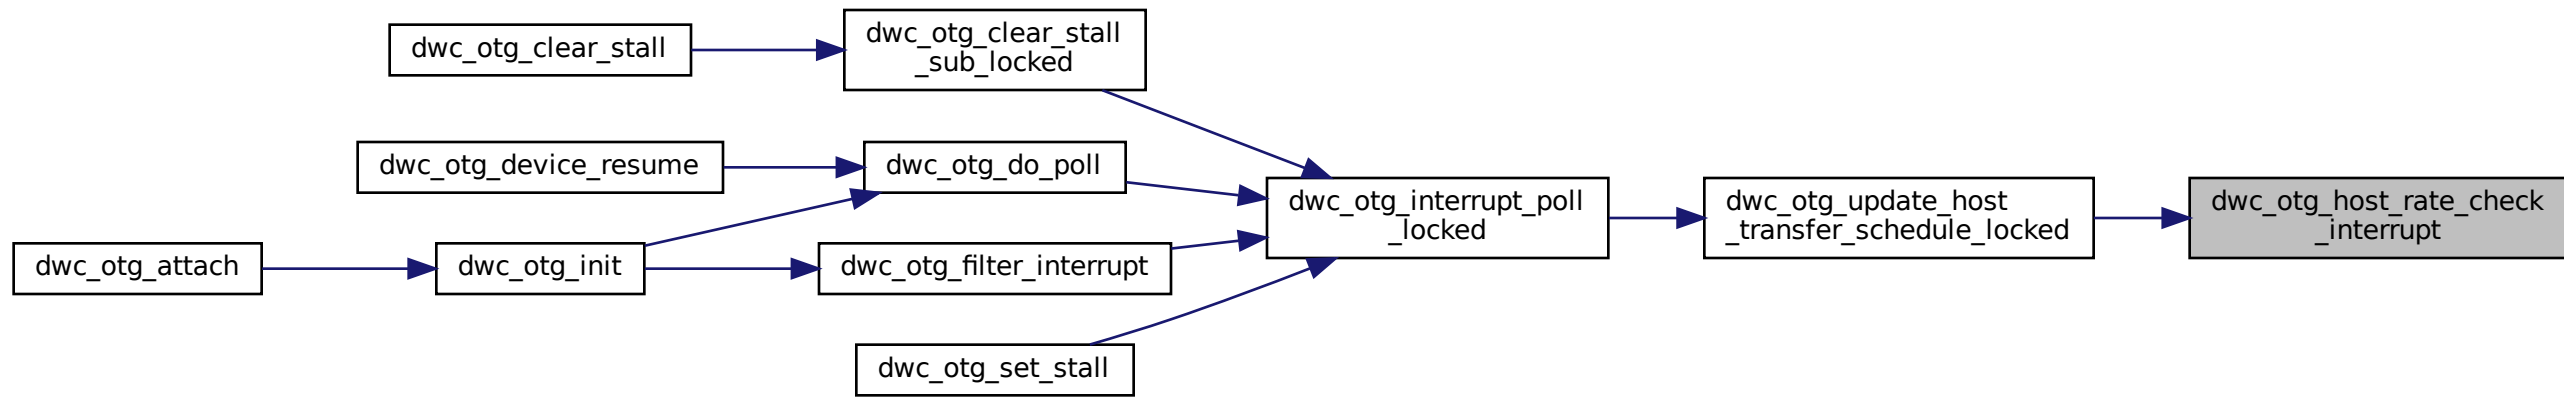 dwc_otg_clear_stall
dwc_otg_clear_stall
_sub_locked
dwc_otg_device_resume
dwc_otg_do_poll
dwc_otg_interrupt_poll
_locked
dwc_otg_update_host
_transfer_schedule_locked
dwc_otg_host_rate_check
_interrupt
dwc_otg_attach
dwc_otg_init
dwc_otg_filter_interrupt
dwc_otg_set_stall